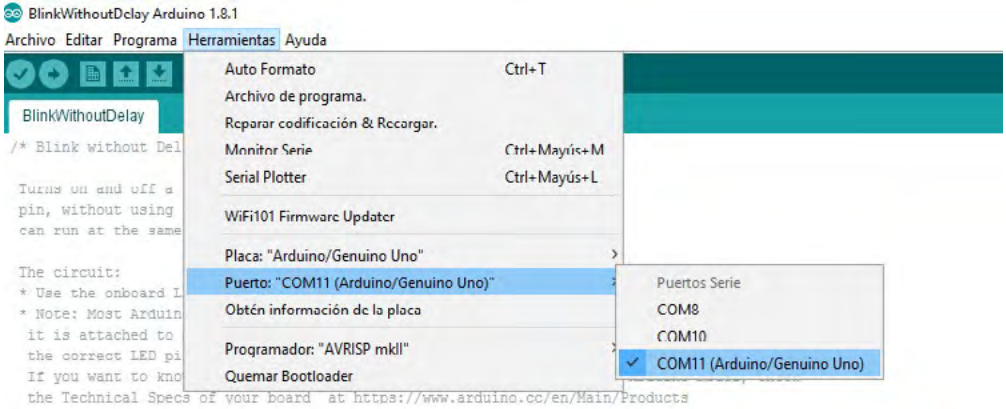 BlinkWithoutDelay Arduino 1.8.1
Archivo Editar Programa Herramientas Ayuda
BlinkWithoutDelay
Auto Formato Ctrl+T
Archivo de programa.
Reparar codificación & Recargar.
Monitor Serie Ctrl+Mayús+M
Serial Plotter Ctrl+Mayús+L
WiFi101 Firmware Updater
Placa: "Arduino/Genuino Uno"
Puerto: "COM11 (Arduino/Genuino Uno)"
Obtén información de la placa
Programador: "AVRISP mkII"
Quemar Bootloader
Puertos Serie
COM8
COM10
COM11 (Arduino/Genuino Uno)
/* Blink without Del
Turns on and off a
pin, without using
can run at the same
The circuit:
* Use the onboard L
* Note: Most Arduin
it is attached to
the correct LED pi
If you want to kno
the Technical Specs of your board at https://www.arduino.cc/en/Main/Products